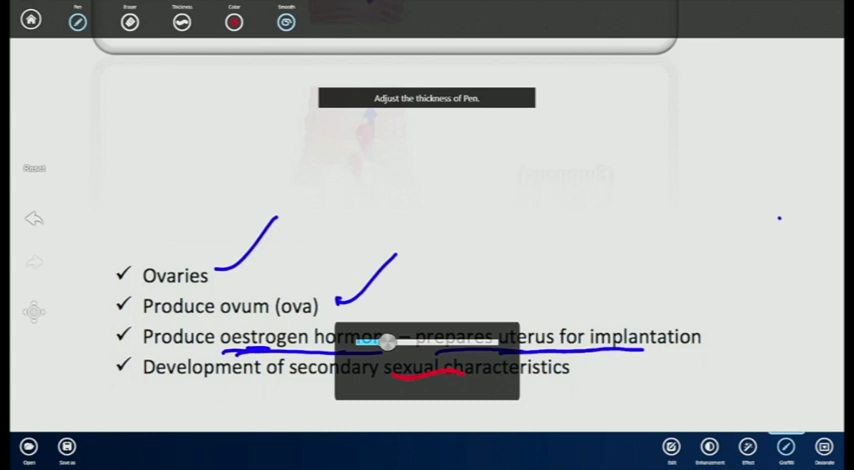 Pen Eraser Thickness Color Smooth
Adjust the thickness of Pen.
Reset
✓ Ovaries
✓ Produce ovum (ova)
✓ Produce oestrogen hormone – prepares uterus for implantation
✓ Development of secondary sexual characteristics
Open Save as Edit Enhancement Effect Graffiti Decorate